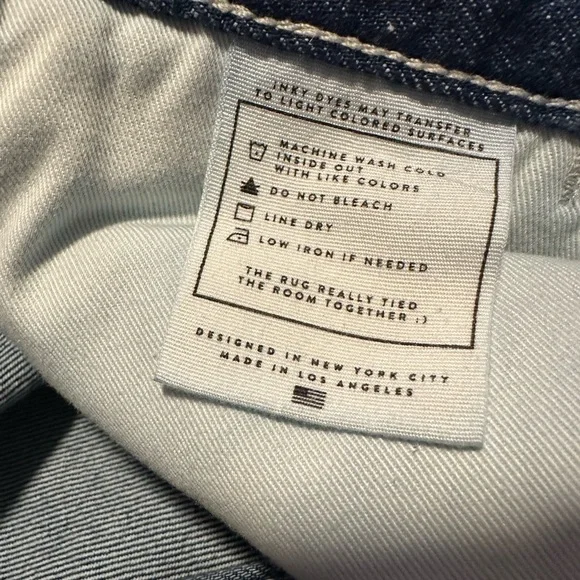 INKY DYES MAY TRANSFER
TO LIGHT COLORED SURFACES
MACHINE WASH COLD
INSIDE OUT
WITH LIKE COLORS
DO NOT BLEACH
LINE DRY
LOW IRON IF NEEDED
THE RUG REALLY TIED
THE ROOM TOGETHER ;)
DESIGNED IN NEW YORK CITY
MADE IN LOS ANGELES